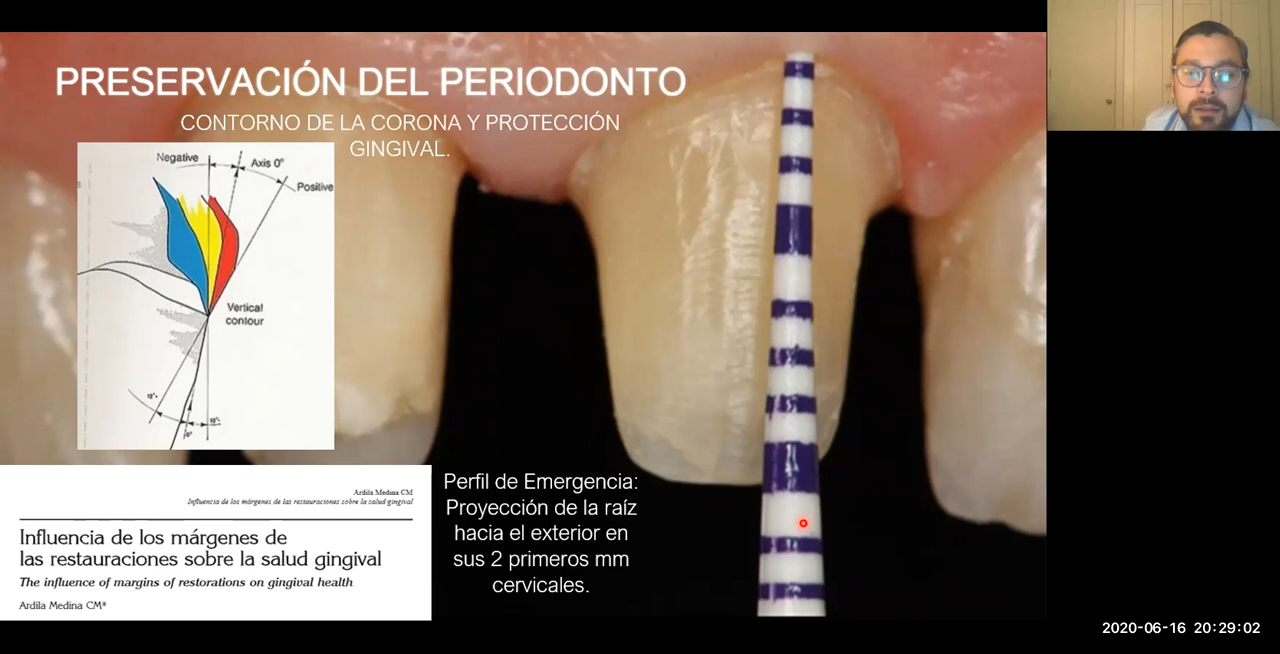 PRESERVACIÓN DEL PERIODONTO
CONTORNO DE LA CORONA Y PROTECCIÓN
GINGIVAL.
Negative
Axis 0°
Positive
Vertical
contour
Ardila Medina CM
Influencia de los márgenes de las restauraciones sobre la salud gingival
Influencia de los márgenes de
las restauraciones sobre la salud gingival
The influence of margins of restorations on gingival health
Ardila Medina CM*
Perfil de Emergencia:
Proyección de la raíz
hacia el exterior en
sus 2 primeros mm
cervicales.
2020-06-16 20:29:02